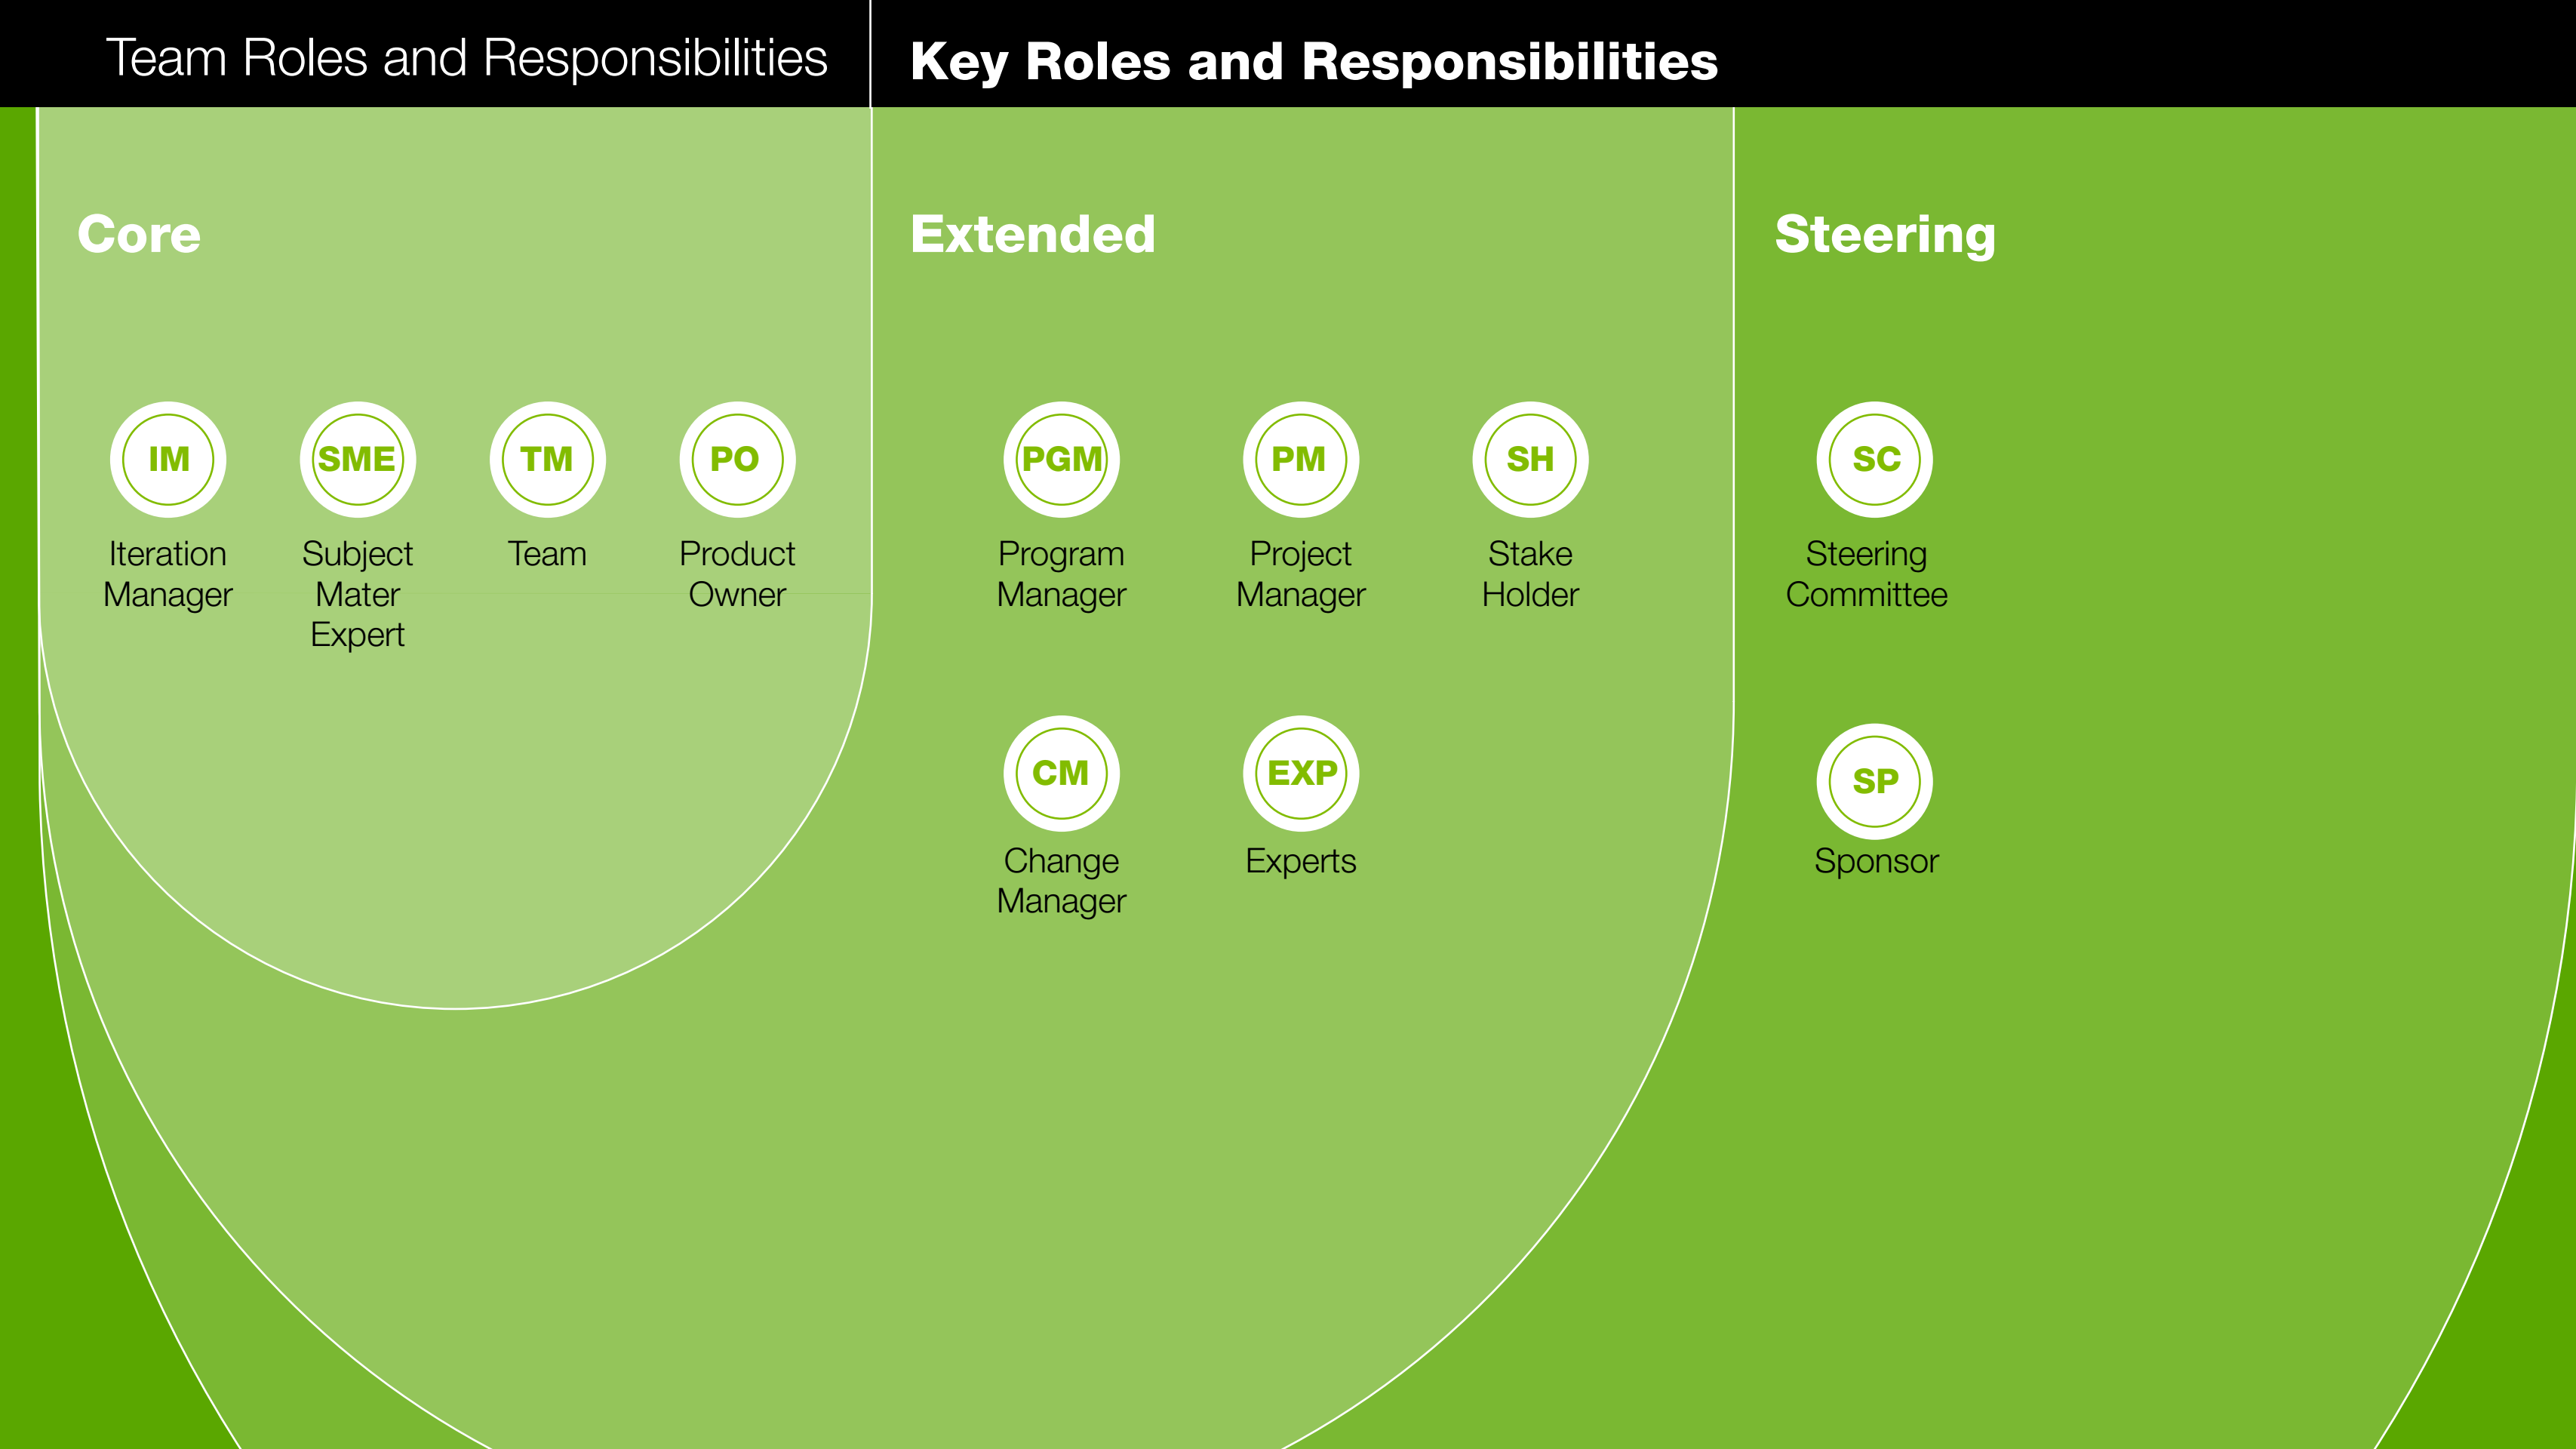 Team Roles and Responsibilities
Key Roles and Responsibilities
Core
Extended
Steering
IM
SME
TM
PO
PGM
PM
SH
SC
Iteration
Manager
Subject
Mater
Expert
Team
Product
Owner
Program
Manager
Project
Manager
Stake
Holder
Steering
Committee
CM
EXP
SP
Change
Manager
Experts
Sponsor